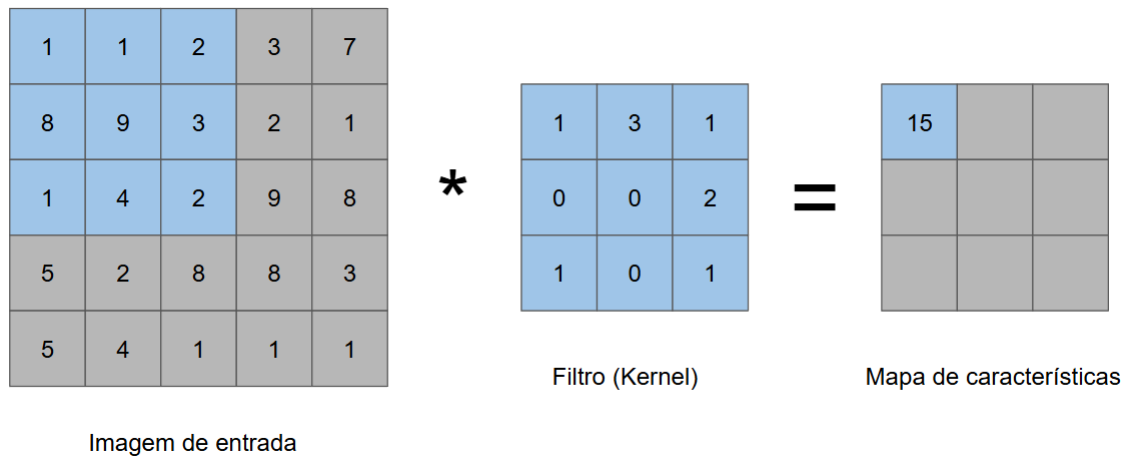 1 1 2 3 7
8 9 3 2 1
1 4 2 9 8
5 2 8 8 3
5 4 1 1 1
Imagem de entrada
*
1 3 1
0 0 2
1 0 1
Filtro (Kernel)
=
15
Mapa de características